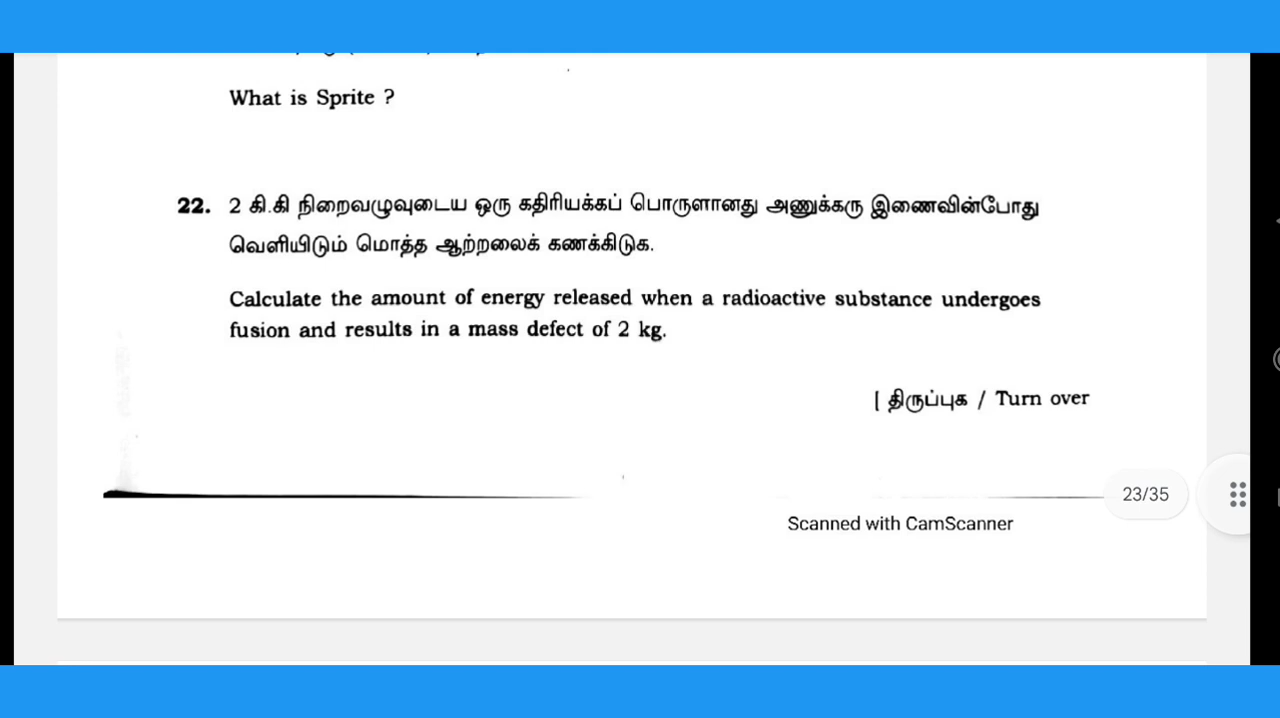 What is Sprite ?
22. 2 கி.கி நிறைவழுவுடைய ஒரு கதிரியக்கப் பொருளானது அணுக்கரு இணைவின்போது
வெளியிடும் மொத்த ஆற்றலைக் கணக்கிடுக.
Calculate the amount of energy released when a radioactive substance undergoes
fusion and results in a mass defect of 2 kg.
[ திருப்புக / Turn over
23/35
Scanned with CamScanner